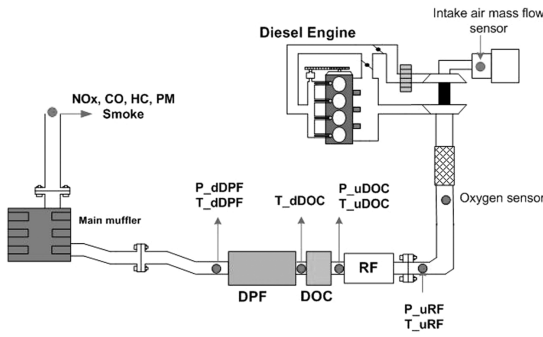 Intake air mass flow
sensor
Diesel Engine
NOx, CO, HC, PM
Smoke
P_dDPF
T_dDPF
T_dDOC
P_uDOC
T_uDOC
Oxygen sensor
Main muffler
RF
DPF
DOC
P_uRF
T_uRF